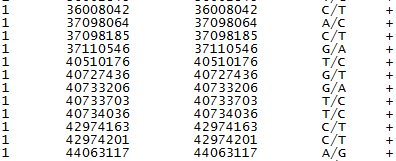 1 36008042 36008042 C/T +
1 37098064 37098064 A/C +
1 37098185 37098185 C/T +
1 37110546 37110546 G/A +
1 40510176 40510176 T/C +
1 40727436 40727436 G/T +
1 40733206 40733206 G/A +
1 40733703 40733703 T/C +
1 40734036 40734036 T/C +
1 42974163 42974163 C/T +
1 42974201 42974201 C/T +
1 44063117 44063117 A/G +